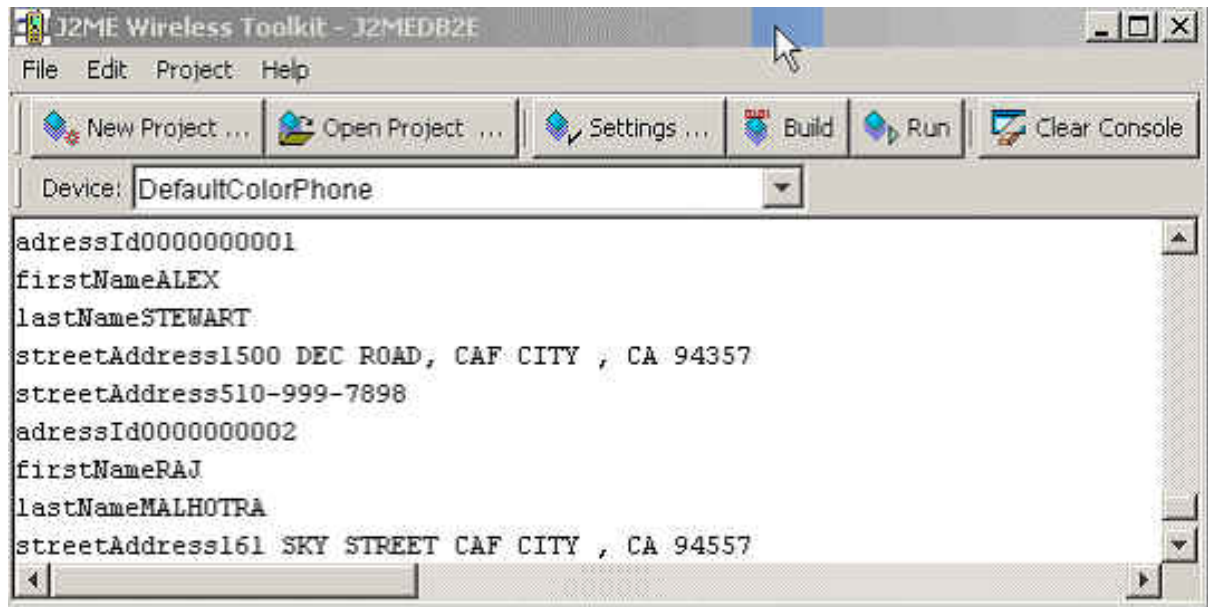 J2ME Wireless Toolkit - J2MEDB2E
File Edit Project Help
New Project ... Open Project ... Settings ... Build Run Clear Console
Device: DefaultColorPhone
adressId0000000001
firstNameALEX
lastNameSTEWART
streetAddress1500 DEC ROAD, CAF CITY , CA 94357
streetAddress510-999-7898
adressId0000000002
firstNameRAJ
lastNameMALHOTRA
streetAddress161 SKY STREET CAF CITY , CA 94557